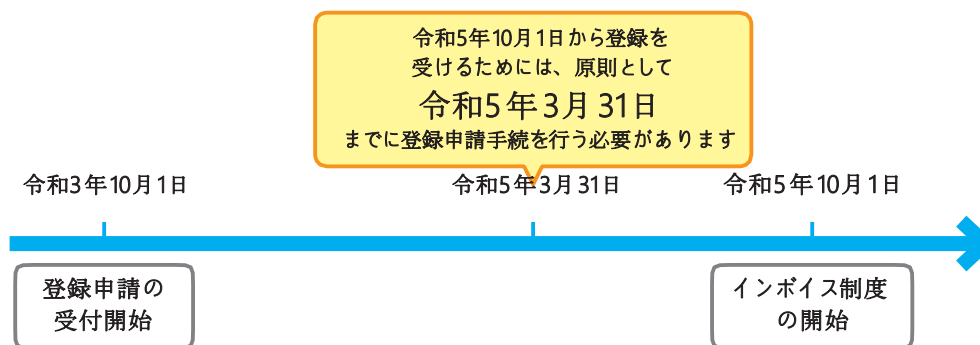 令和5年10月1日から登録を
受けるためには、原則として
令和5年3月31日
までに登録申請手続を行う必要があります
令和3年10月1日
令和5年3月31日
令和5年10月1日
登録申請の
受付開始
インボイス制度
の開始